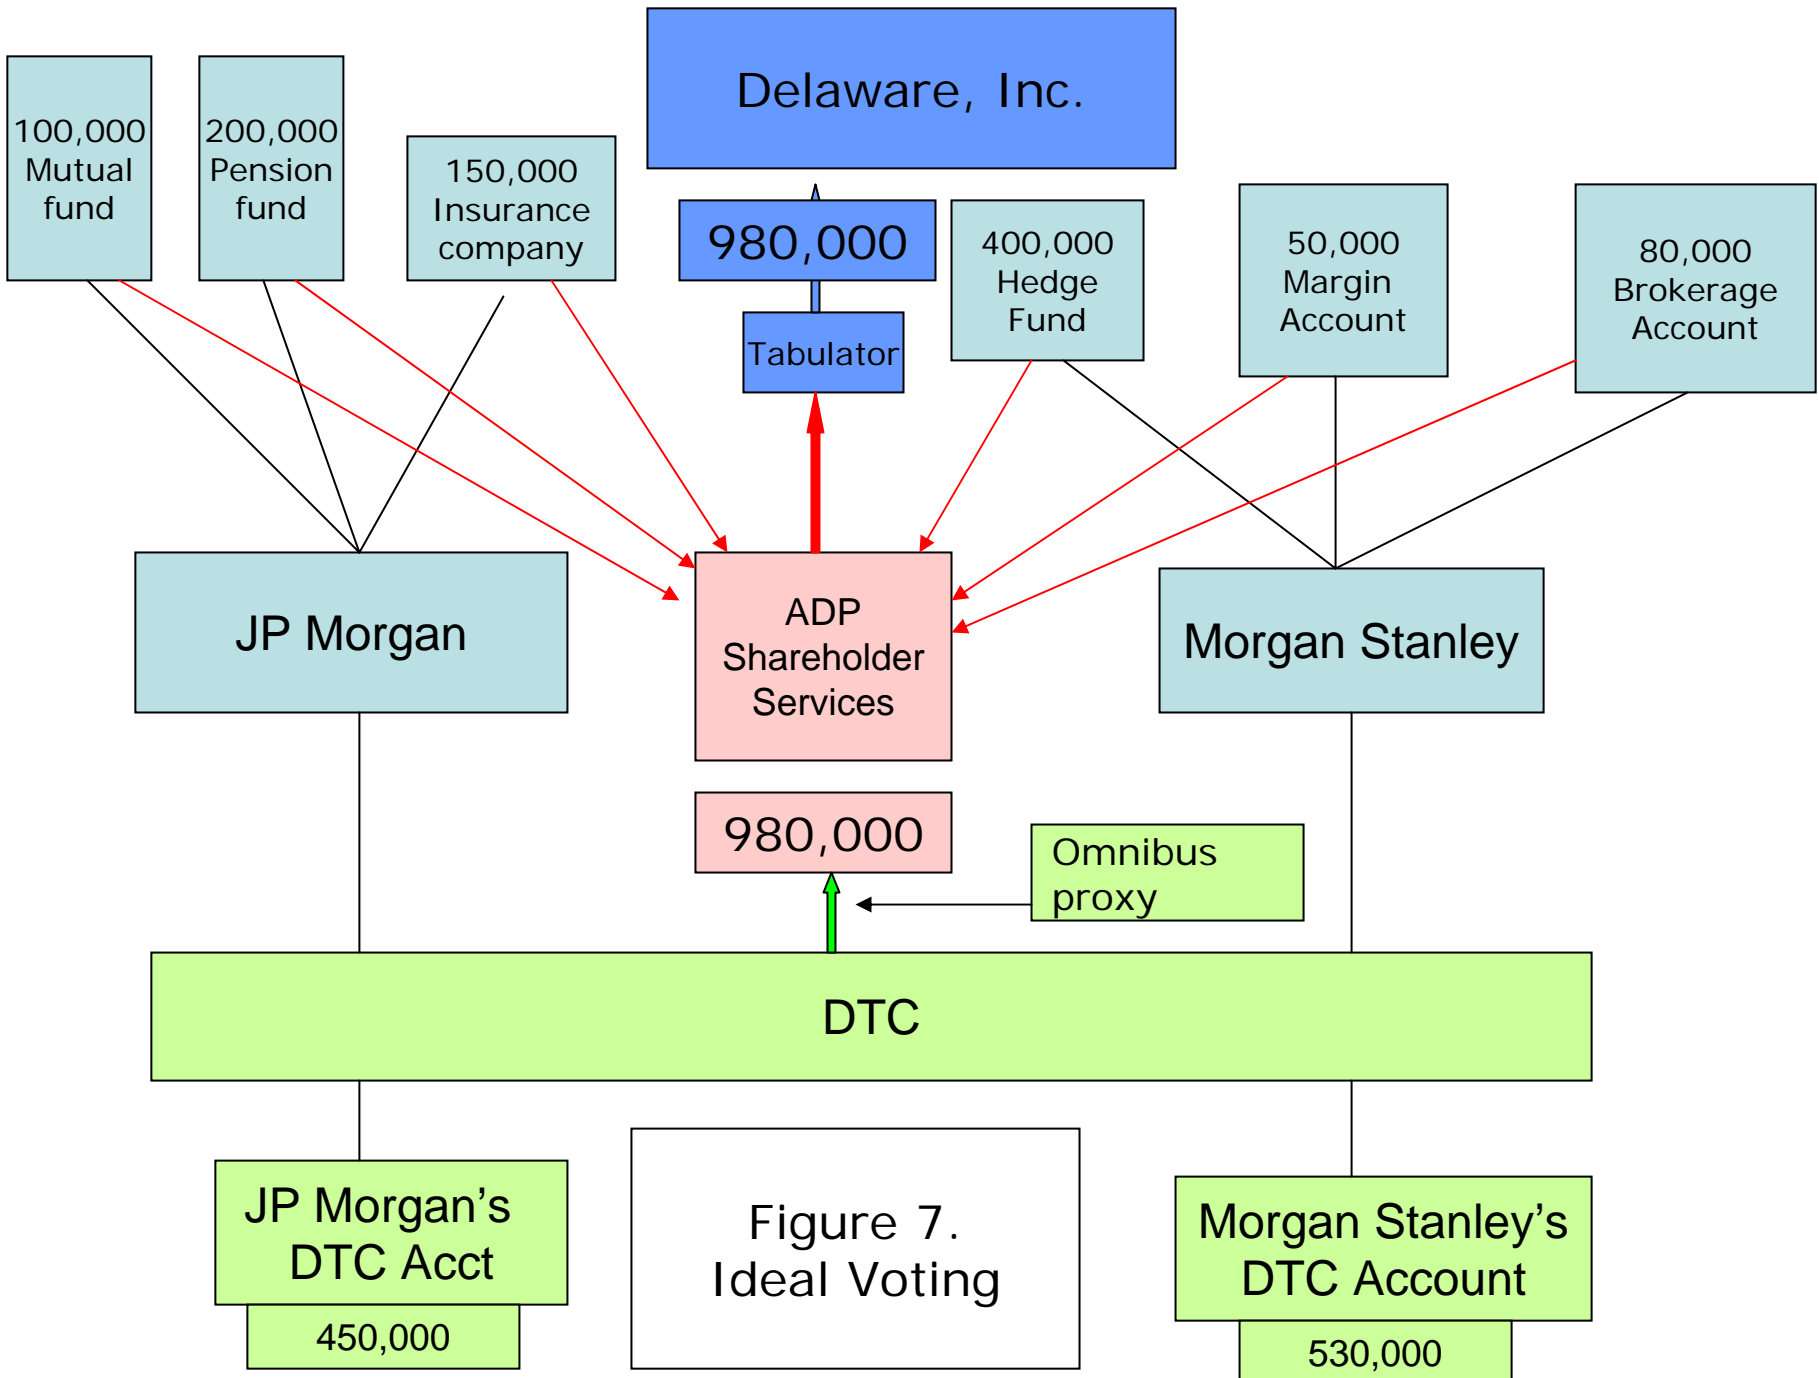 Delaware, Inc.
100,000
Mutual
fund
200,000
Pension
fund
150,000
Insurance
company
980,000
400,000
Hedge
Fund
50,000
Margin
Account
80,000
Brokerage
Account
Tabulator
JP Morgan
ADP
Shareholder
Services
Morgan Stanley
980,000
Omnibus
proxy
DTC
JP Morgan’s
DTC Acct
450,000
Figure 7.
Ideal Voting
Morgan Stanley’s
DTC Account
530,000